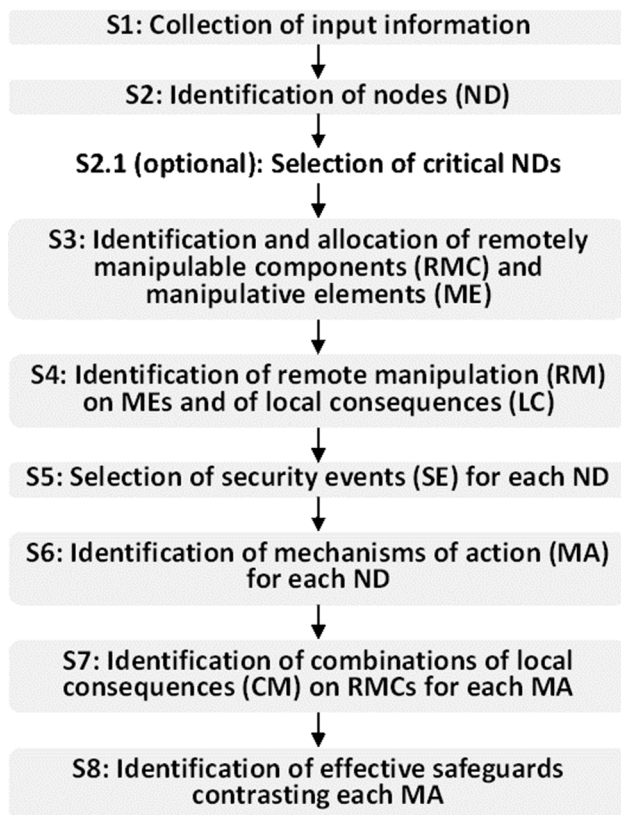 S1: Collection of input information
S2: Identification of nodes (ND)
S2.1 (optional): Selection of critical NDs
S3: Identification and allocation of remotely
manipulable components (RMC) and
manipulative elements (ME)
S4: Identification of remote manipulation (RM)
on MEs and of local consequences (LC)
S5: Selection of security events (SE) for each ND
S6: Identification of mechanisms of action (MA)
for each ND
S7: Identification of combinations of local
consequences (CM) on RMCs for each MA
S8: Identification of effective safeguards
contrasting each MA